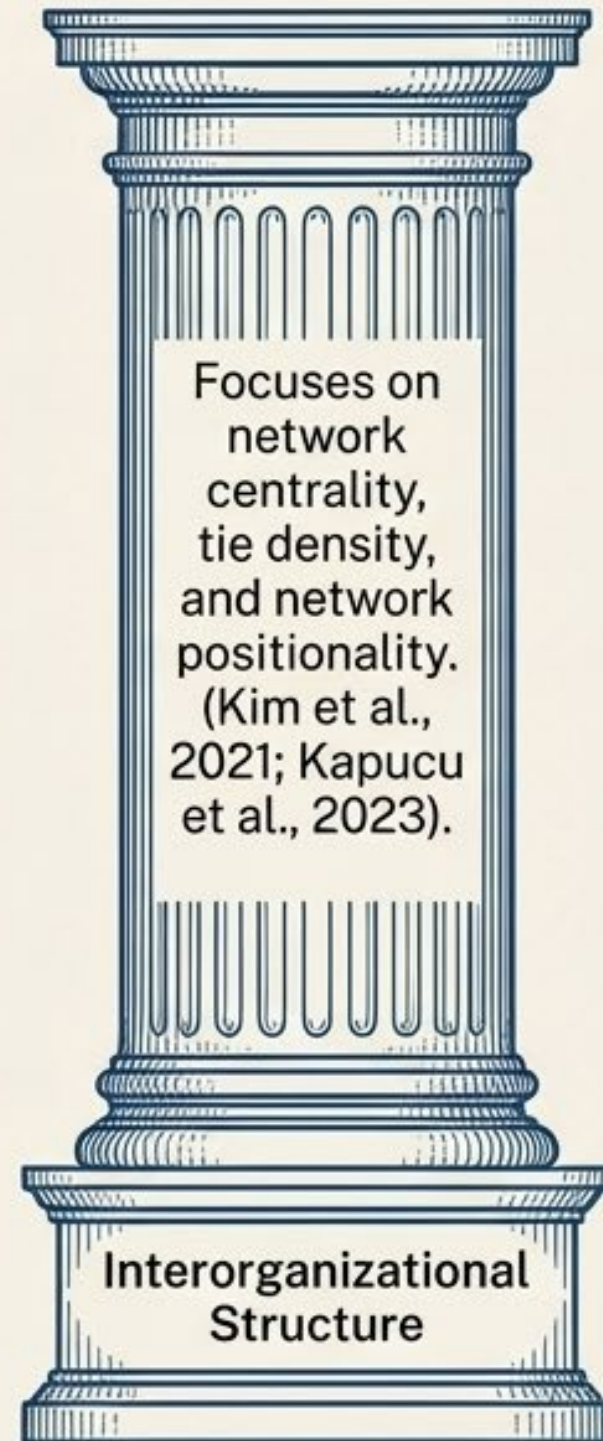 Focuses on
network
centrality,
tie density,
and network
positionality.
(Kim et al.,
2021; Kapucu
et al., 2023).
Interorganizational
Structure